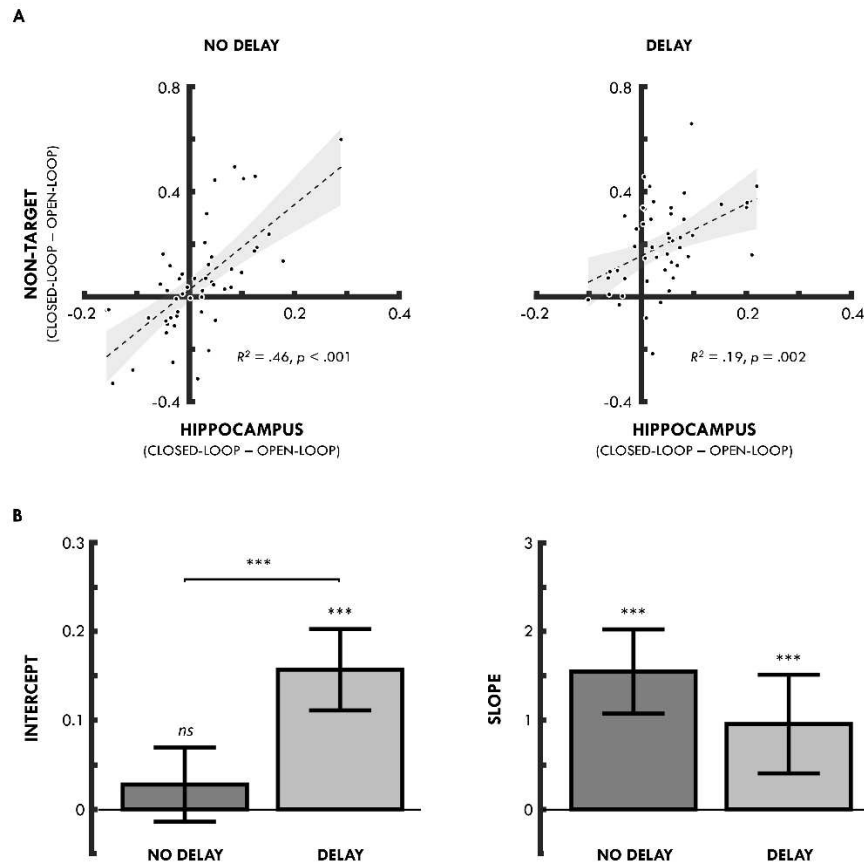 A
NO DELAY
DELAY
0.8
0.4
-0.2
0.2
0.4
-0.4
NON-TARGET
(CLOSED-LOOP – OPEN-LOOP)
R² = .46, p < .001
HIPPOCAMPUS
(CLOSED-LOOP – OPEN-LOOP)
0.8
0.4
-0.2
0.2
0.4
-0.4
R² = .19, p = .002
HIPPOCAMPUS
(CLOSED-LOOP – OPEN-LOOP)
B
INTERCEPT
0.3
0.2
0.1
0
***
***
ns
NO DELAY
DELAY
SLOPE
3
2
1
0
***
***
NO DELAY
DELAY